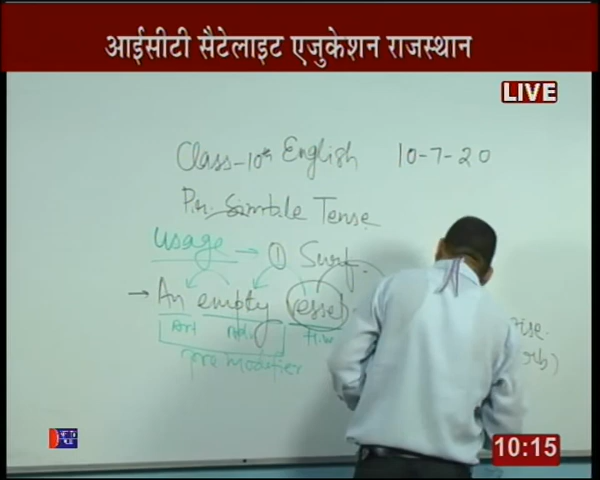 आईसीटी सैटेलाइट एजुकेशन राजस्थान
LIVE
Class-10th English 10-7-20
Pr. Simble Tense
usage → ① Surf.
→ An empty vessel
Art Adj.
pre modifier
10:15